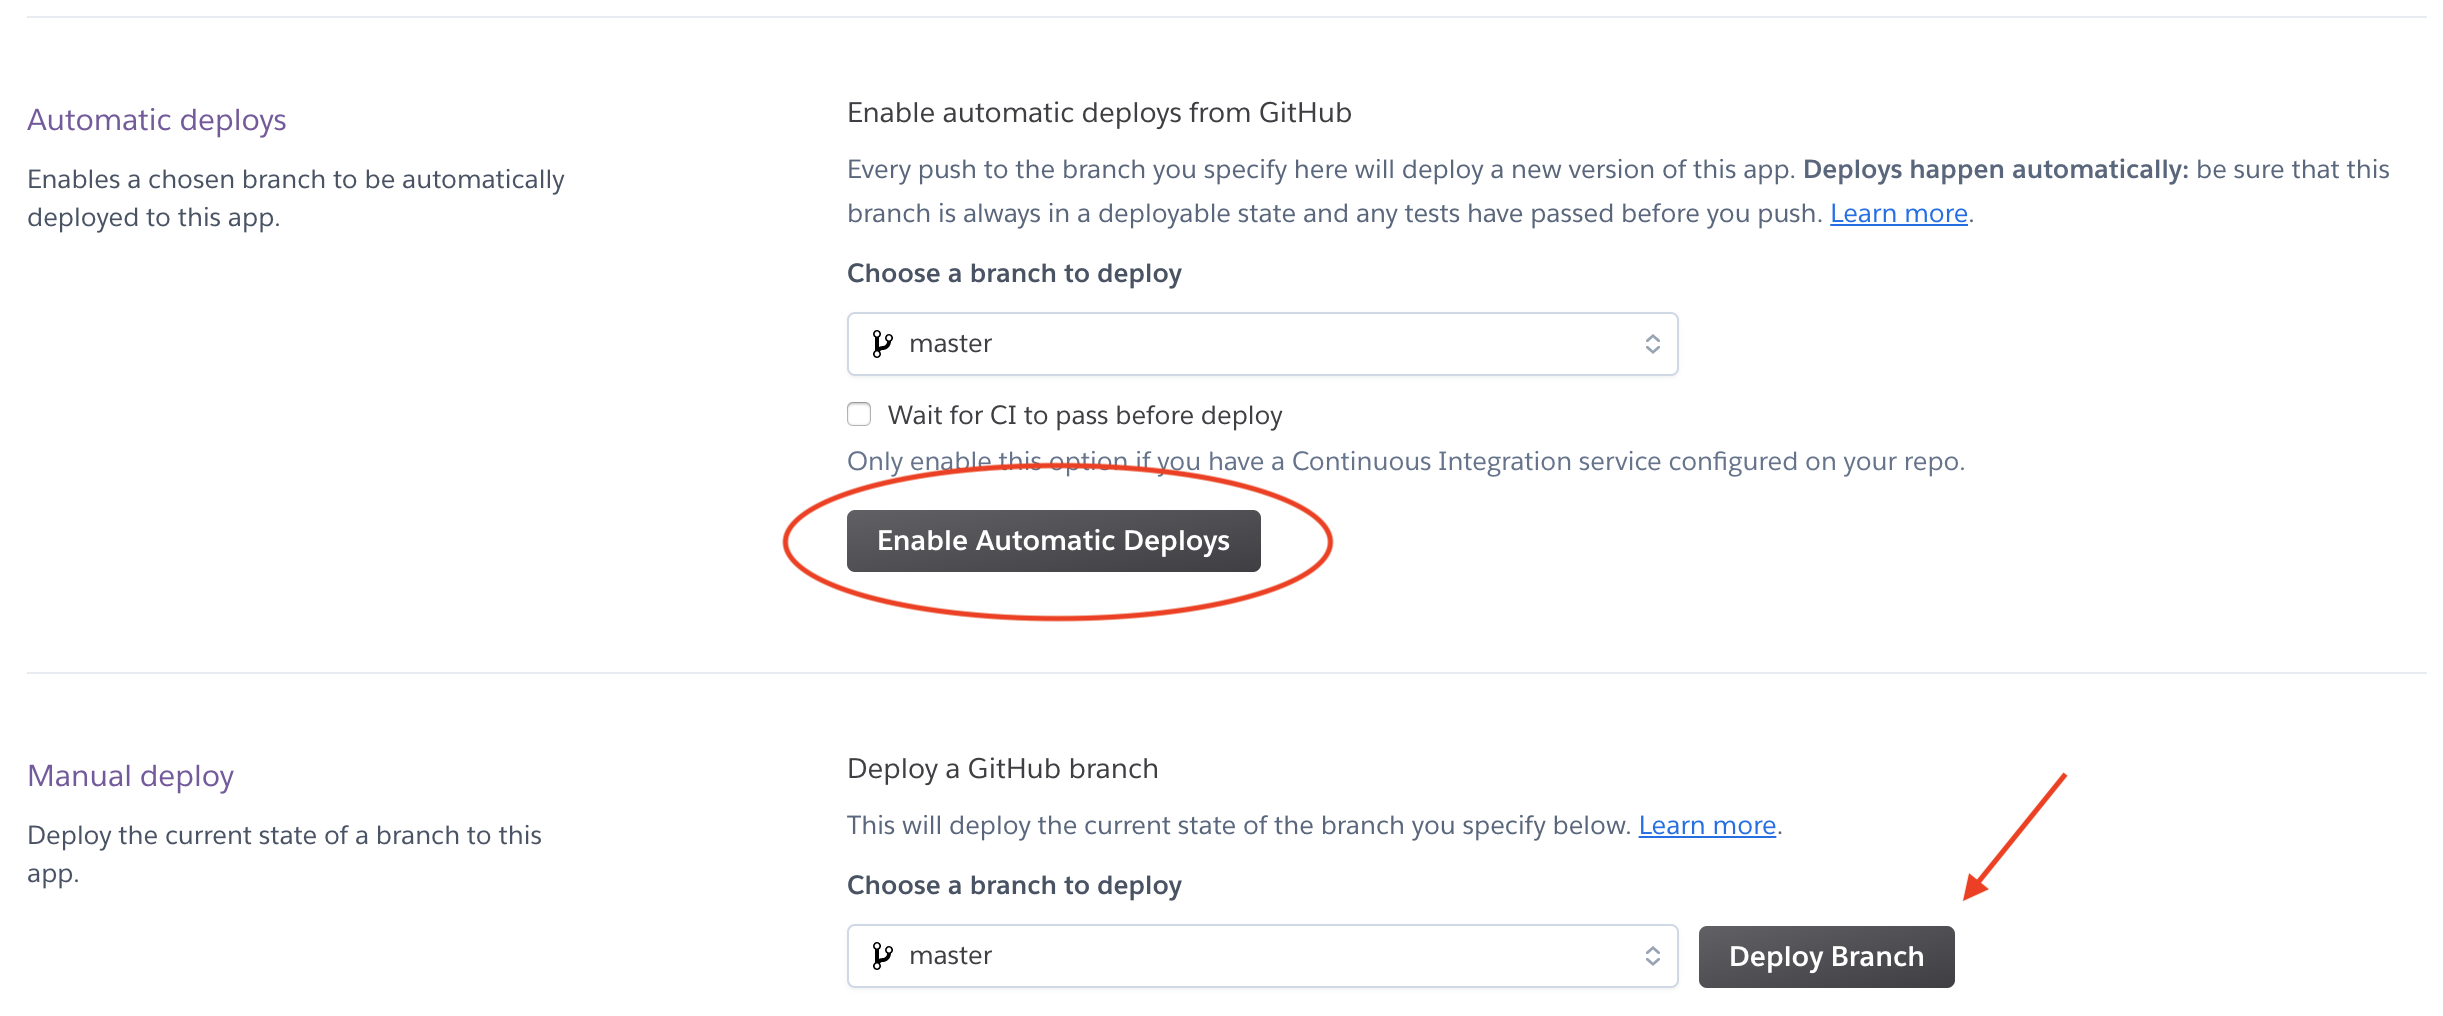 Automatic deploys
Enables a chosen branch to be automatically
deployed to this app.
Enable automatic deploys from GitHub
Every push to the branch you specify here will deploy a new version of this app. Deploys happen automatically: be sure that this
branch is always in a deployable state and any tests have passed before you push. Learn more.
Choose a branch to deploy
master
Wait for CI to pass before deploy
Only enable this option if you have a Continuous Integration service configured on your repo.
Enable Automatic Deploys
Manual deploy
Deploy the current state of a branch to this
app.
Deploy a GitHub branch
This will deploy the current state of the branch you specify below. Learn more.
Choose a branch to deploy
master
Deploy Branch